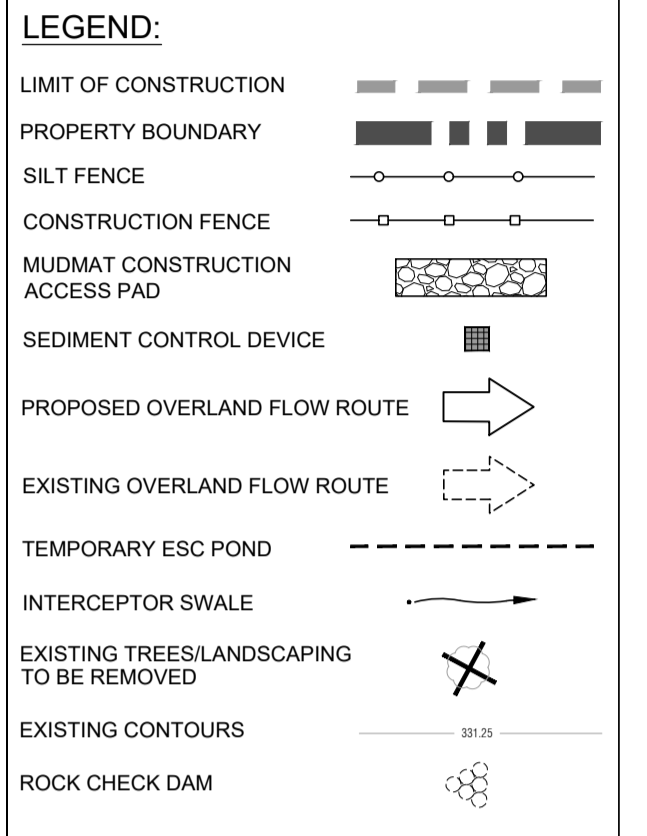 LEGEND:
LIMIT OF CONSTRUCTION
PROPERTY BOUNDARY
SILT FENCE
CONSTRUCTION FENCE
MUDMAT CONSTRUCTION
ACCESS PAD
SEDIMENT CONTROL DEVICE
PROPOSED OVERLAND FLOW ROUTE
EXISTING OVERLAND FLOW ROUTE
TEMPORARY ESC POND
INTERCEPTOR SWALE
EXISTING TREES/LANDSCAPING
TO BE REMOVED
EXISTING CONTOURS 331.25
ROCK CHECK DAM